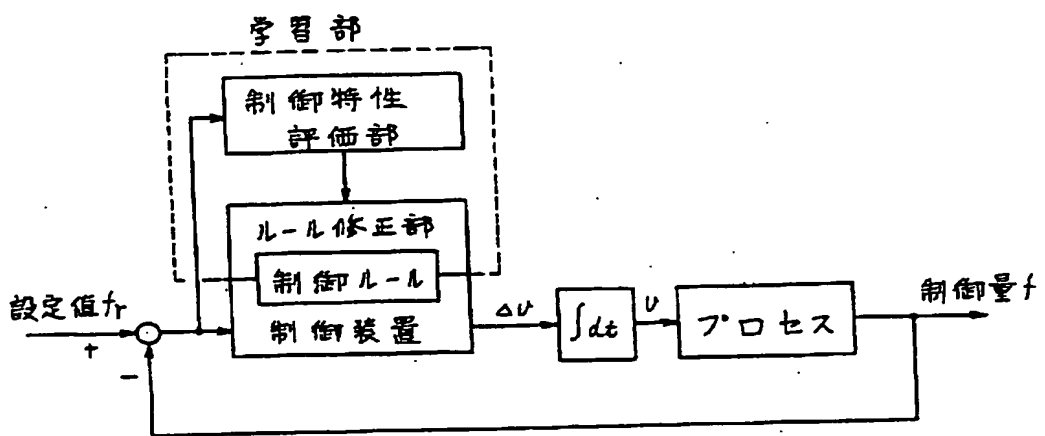 学習部
制御特性
評価部
ルール修正部
制御ルール
制御装置
設定値fr
+
−
ΔU
∫dt
U
プロセス
制御量f